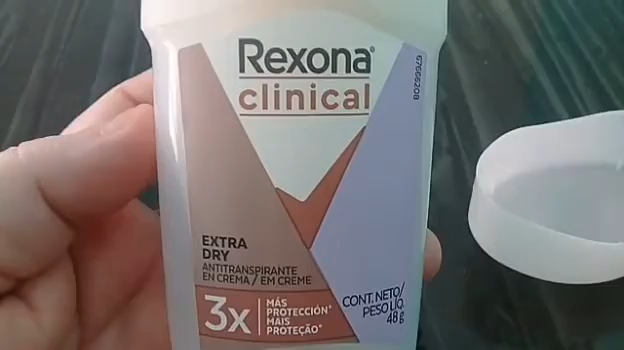 Rexona®
clinical
67666208
EXTRA
DRY
ANTITRANSPIRANTE
EN CREMA / EM CREME
3x
MÁS
PROTECCIÓN*
MAIS
PROTEÇÃO*
CONT. NETO/
PESO LÍQ.
48 g